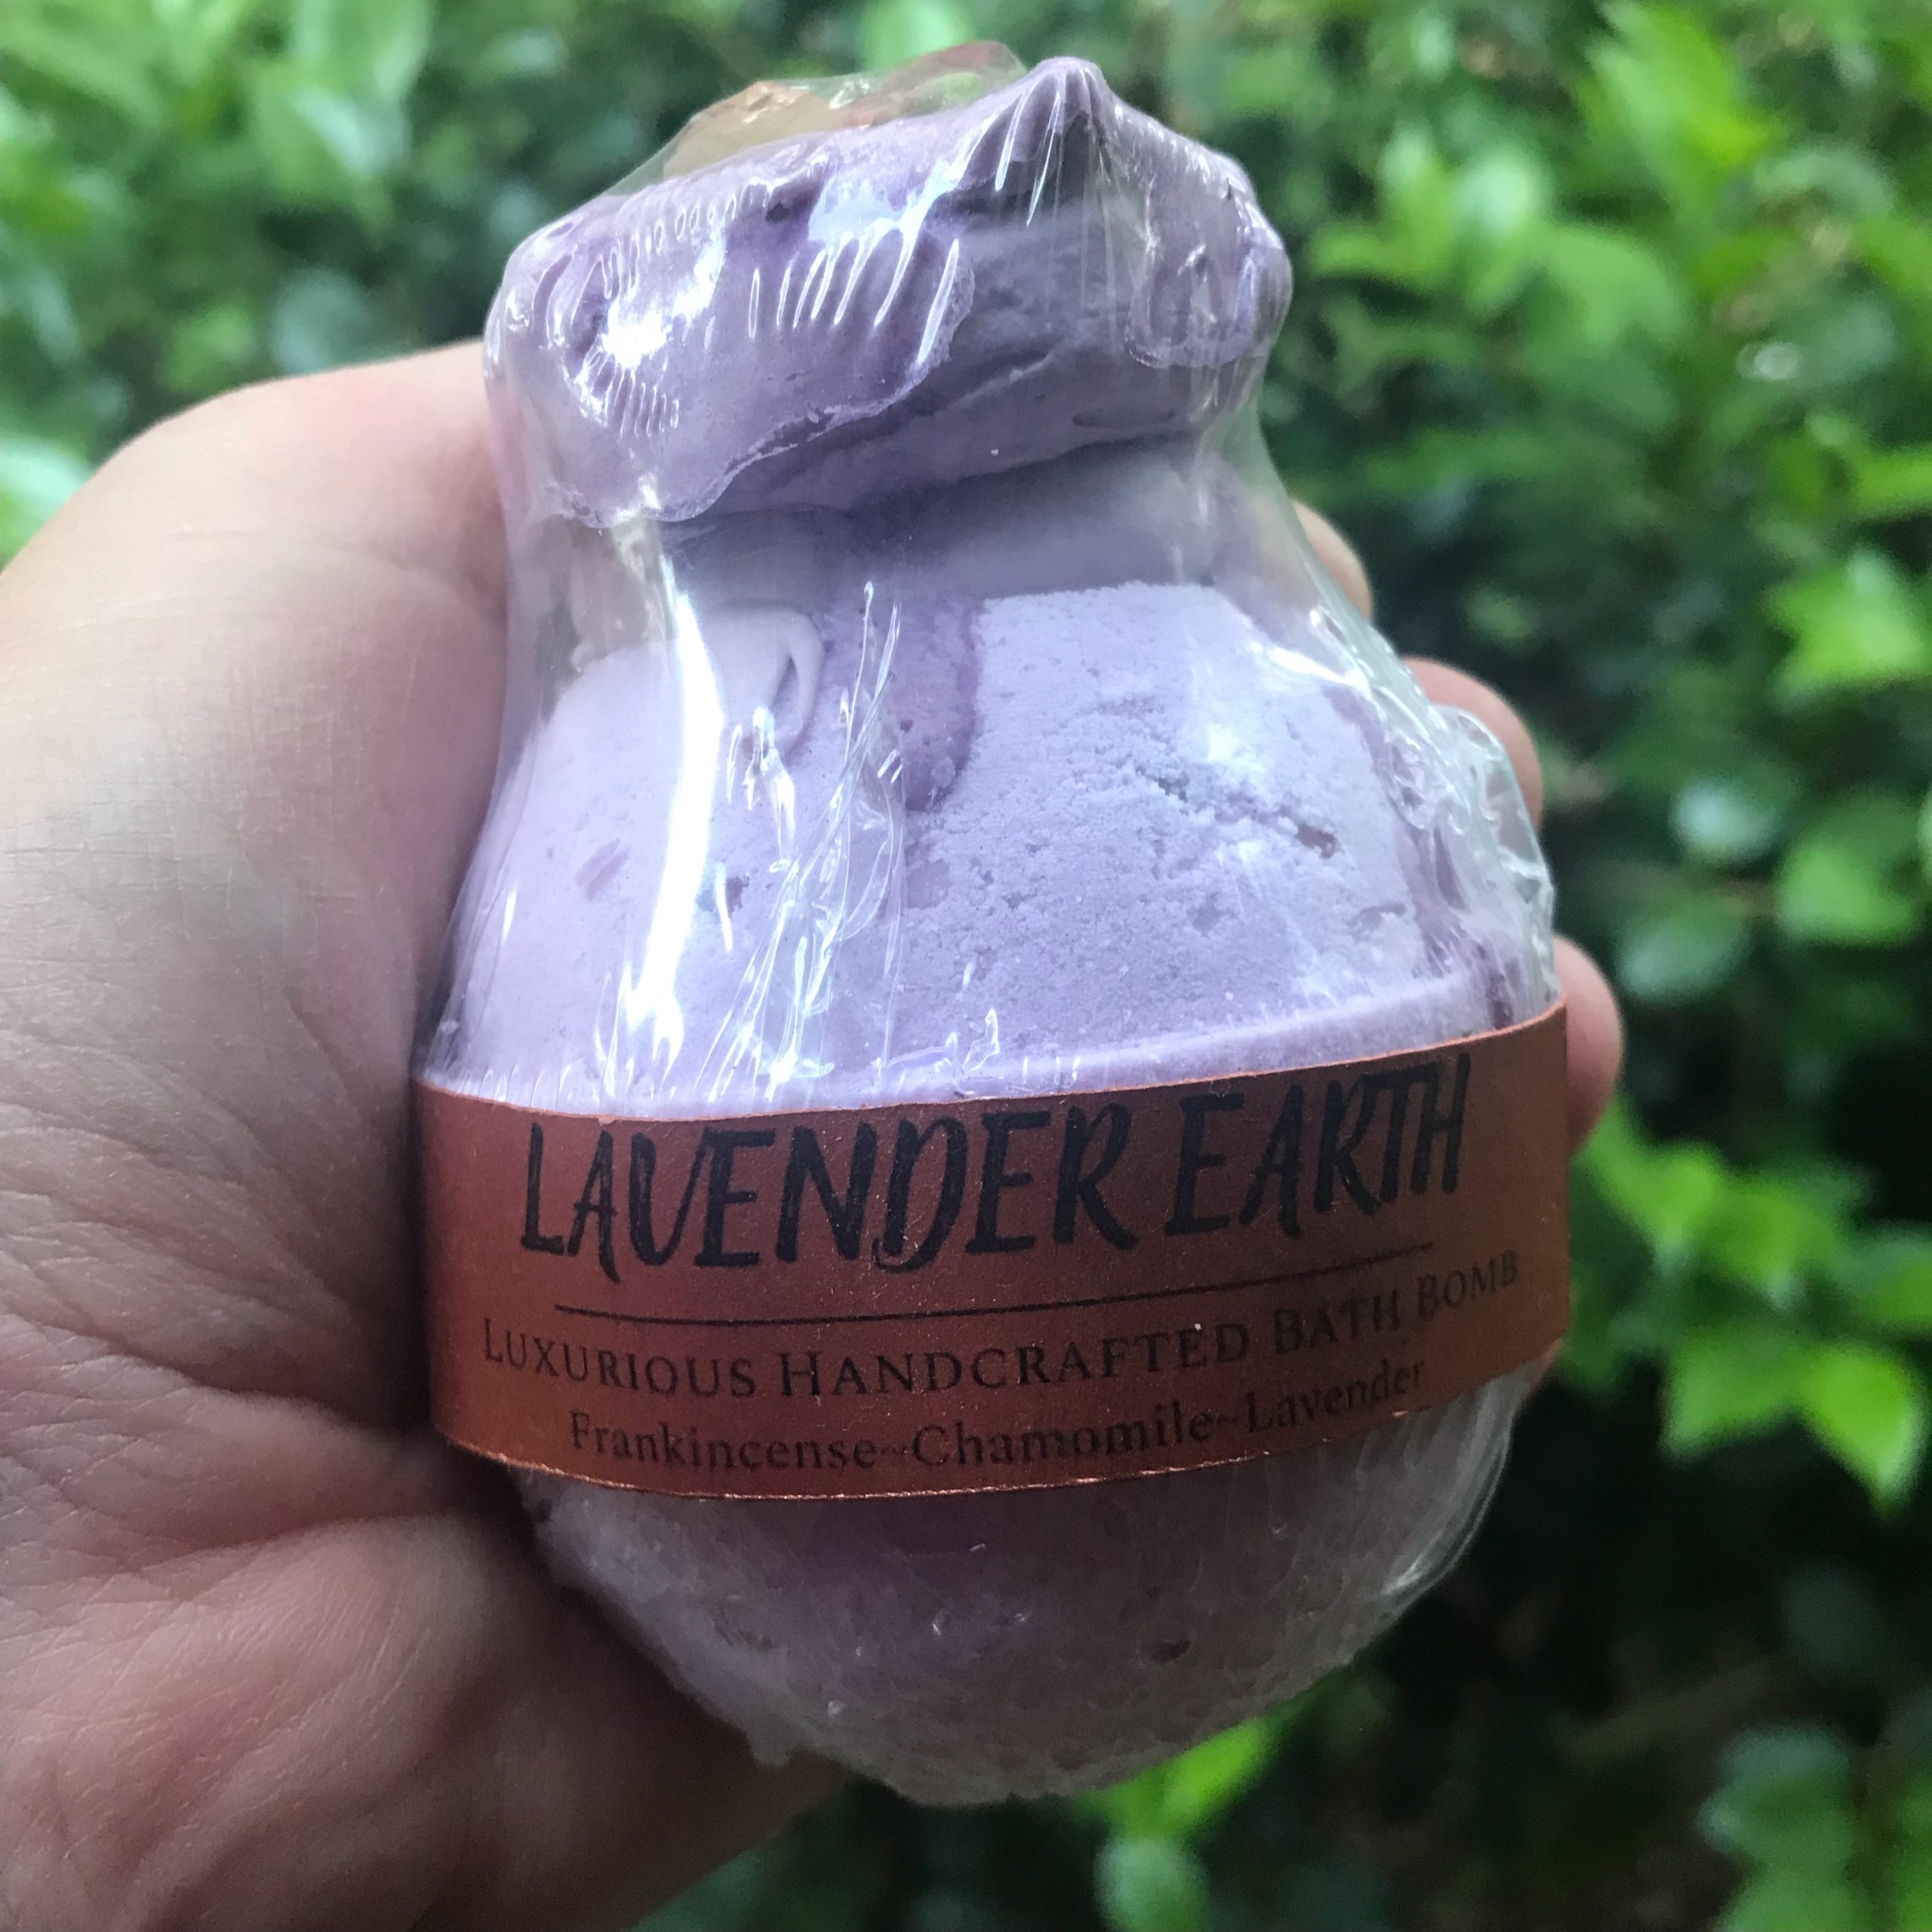 LAVENDER EARTH
LUXURIOUS HANDCRAFTED BATH BOMB
Frankincense~Chamomile~Lavender